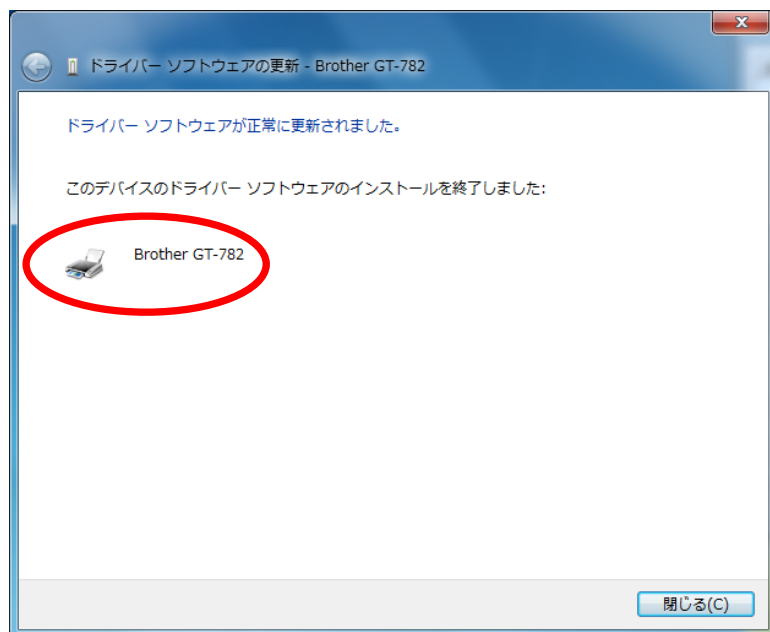 ドライバー ソフトウェアの更新 - Brother GT-782
ドライバー ソフトウェアが正常に更新されました。
このデバイスのドライバー ソフトウェアのインストールを終了しました:
Brother GT-782
閉じる(C)